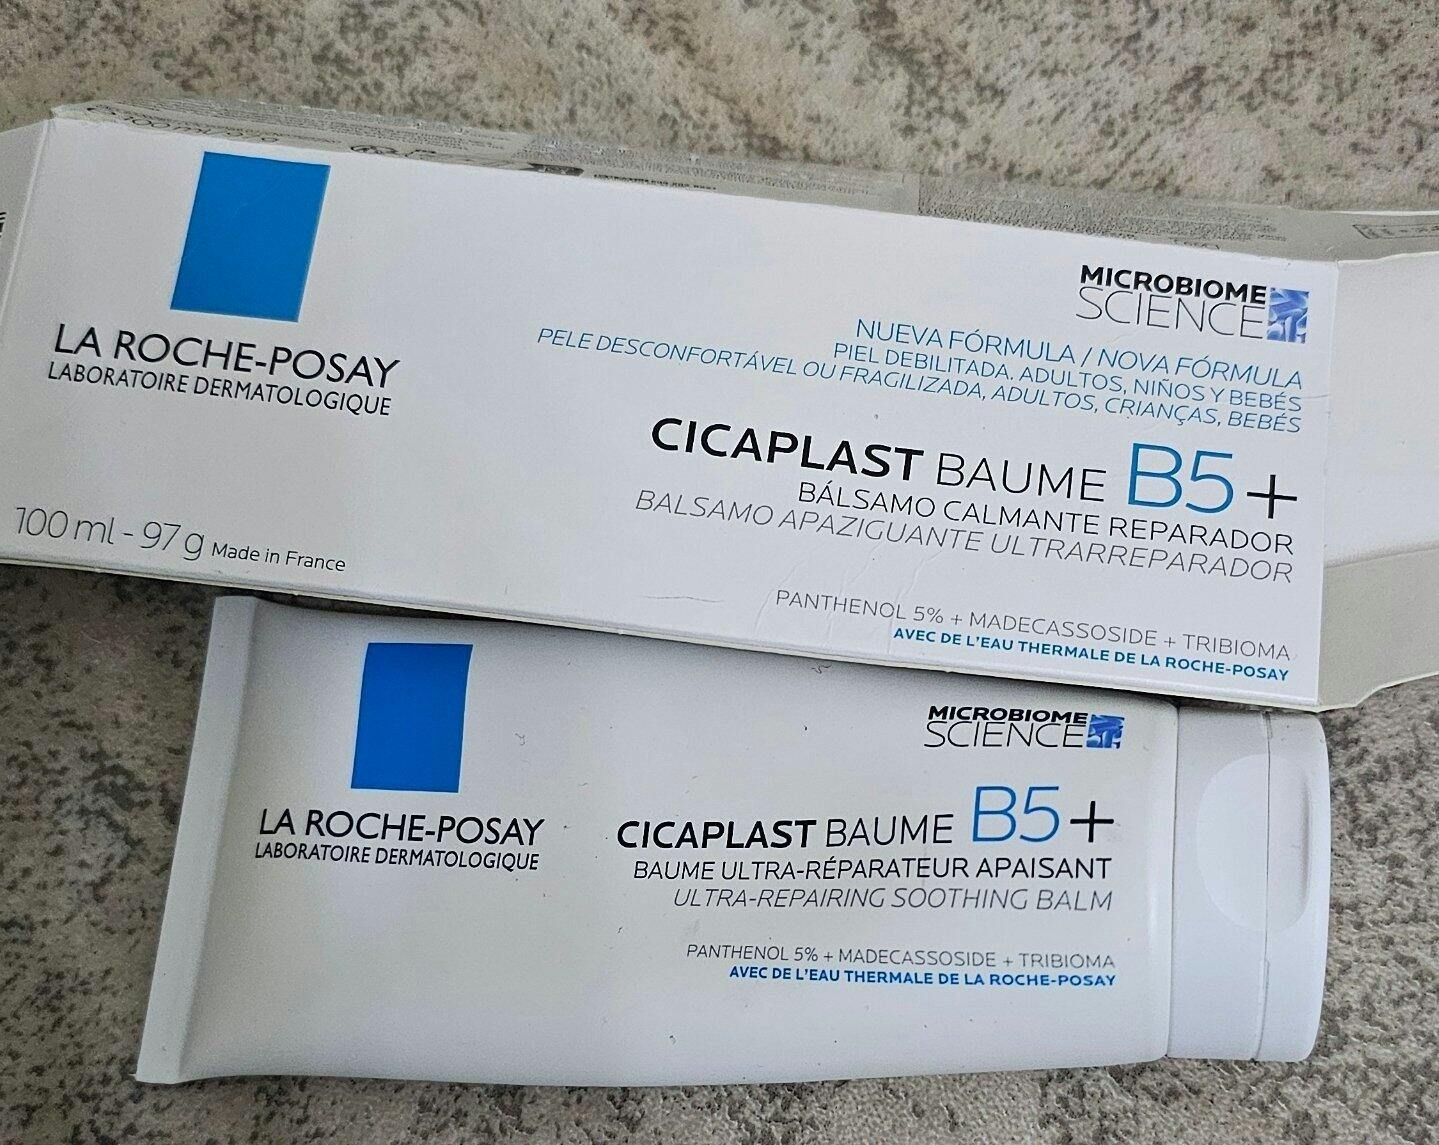 LA ROCHE-POSAY
LABORATOIRE DERMATOLOGIQUE
100 ml - 97 g Made in France
MICROBIOME
SCIENCE
NUEVA FÓRMULA / NOVA FÓRMULA
PIEL DEBILITADA, ADULTOS, NIÑOS Y BEBÉS
PELE DESCONFORTÁVEL OU FRAGILIZADA, ADULTOS, CRIANÇAS, BEBÉS
CICAPLAST BAUME B5+
BÁLSAMO CALMANTE REPARADOR
BALSAMO APAZIGUANTE ULTRARREPARADOR
PANTHENOL 5% + MADECASSOSIDE + TRIBIOMA
AVEC DE L'EAU THERMALE DE LA ROCHE-POSAY
LA ROCHE-POSAY
LABORATOIRE DERMATOLOGIQUE
MICROBIOME
SCIENCE
CICAPLAST BAUME B5+
BAUME ULTRA-RÉPARATEUR APAISANT
ULTRA-REPAIRING SOOTHING BALM
PANTHENOL 5% + MADECASSOSIDE + TRIBIOMA
AVEC DE L'EAU THERMALE DE LA ROCHE-POSAY